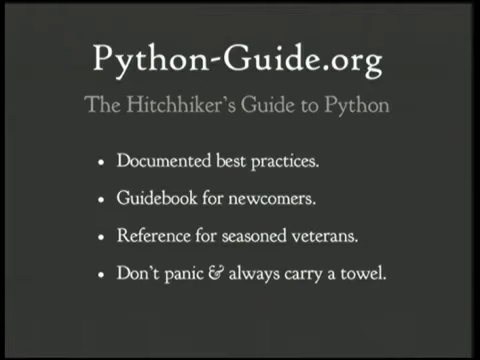 Python-Guide.org
The Hitchhiker's Guide to Python
• Documented best practices.
• Guidebook for newcomers.
• Reference for seasoned veterans.
• Don't panic & always carry a towel.